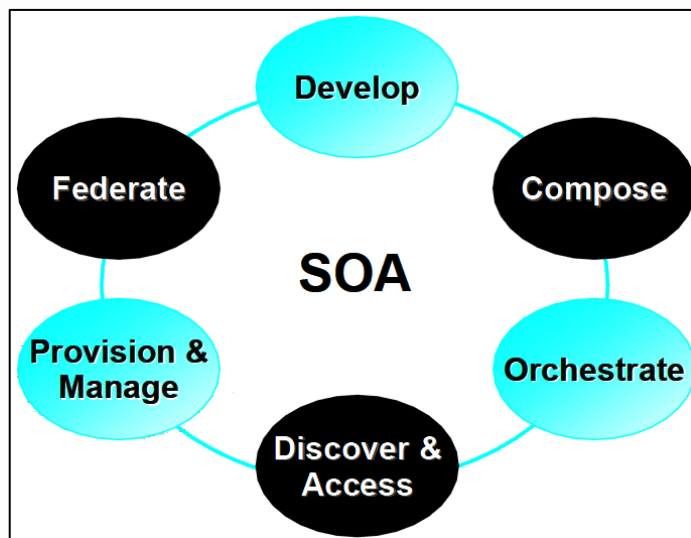 Develop
Federate
Compose
SOA
Provision &
Manage
Orchestrate
Discover &
Access